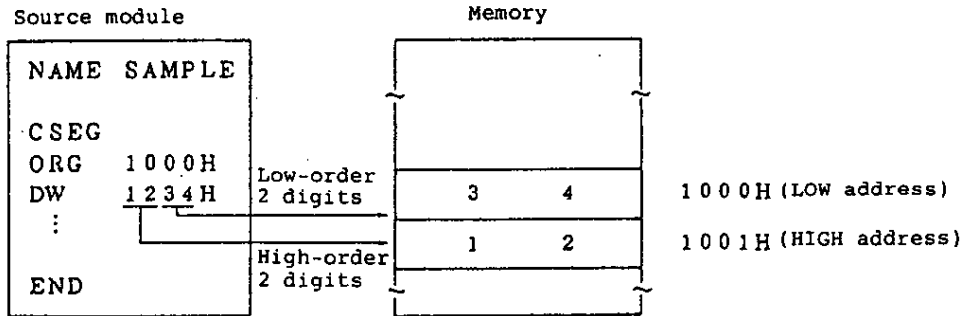 Source module
Memory
NAME SAMPLE
CSEG
ORG 1000H
DW 1234H
⋮
END
Low-order
2 digits
High-order
2 digits
3 4
1 2
1000H (LOW address)
1001H (HIGH address)